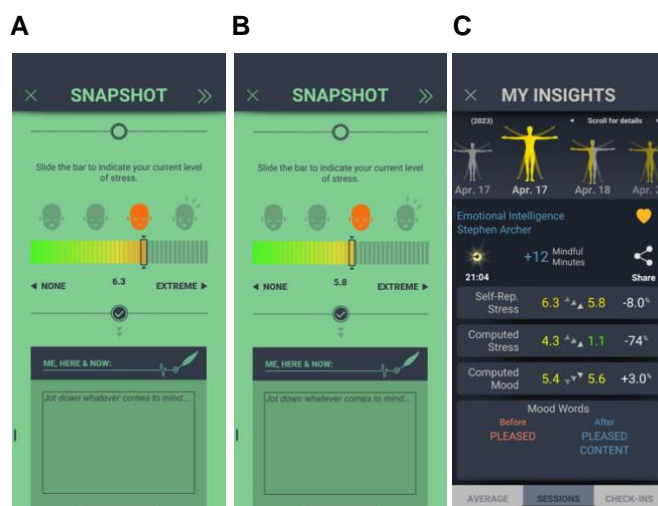 A
SNAPSHOT
Slide the bar to indicate your current level
of stress.
6.3
NONE
EXTREME
ME, HERE & NOW:
Jot down whatever comes to mind...
B
SNAPSHOT
Slide the bar to indicate your current level
of stress.
5.8
NONE
EXTREME
ME, HERE & NOW:
Jot down whatever comes to mind...
C
MY INSIGHTS
(2023)
Scroll for details
Apr. 17
Apr. 17
Apr. 18
Apr.
Emotional Intelligence
Stephen Archer
+12 Mindful
Minutes
21:04
Share
Self-Rep.
Stress
6.3 5.8 -8.0%
Computed
Stress
4.3 1.1 -74%
Computed
Mood
5.4 5.6 +3.0%
Mood Words
Before
PLEASED
After
PLEASED
CONTENT
AVERAGE SESSIONS CHECK-INS